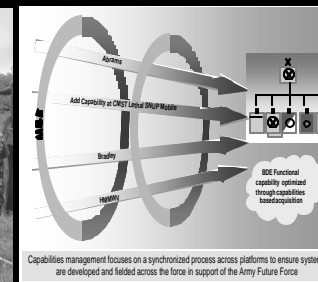 Abrams
Add Capability at CMST Lethal SNUP Mobile
Bradley
HMMWV
BDE Functional
capability optimized
through capabilities
based acquisition
Capabilities management focuses on a synchronized process across platforms to ensure system
are developed and fielded across the force in support of the Army Future Force